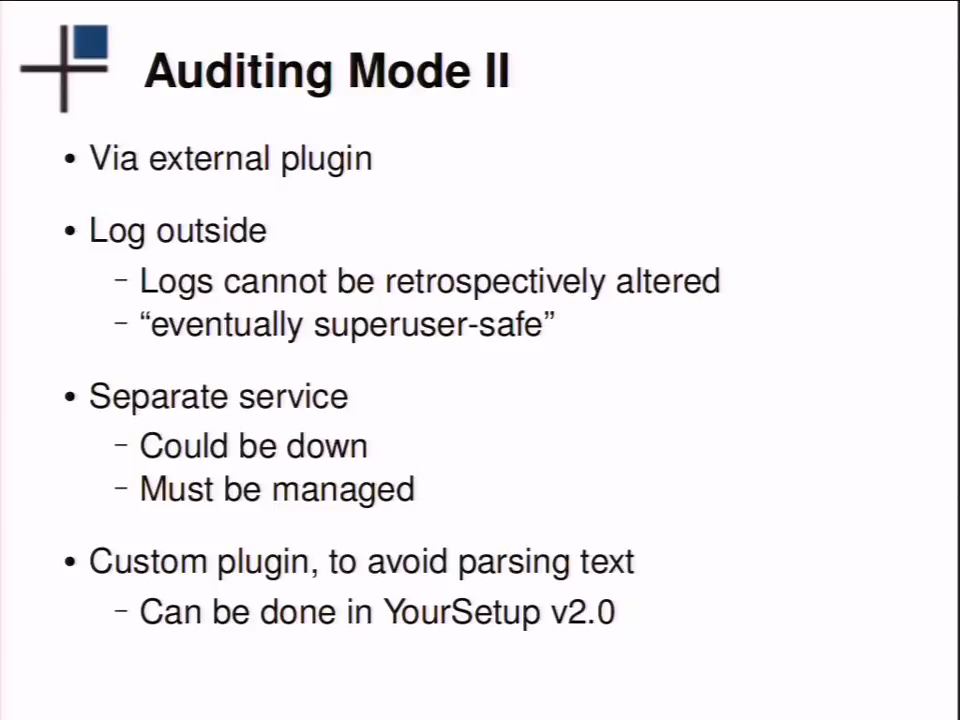 Auditing Mode II
• Via external plugin
• Log outside
– Logs cannot be retrospectively altered
– “eventually superuser-safe”
• Separate service
– Could be down
– Must be managed
• Custom plugin, to avoid parsing text
– Can be done in YourSetup v2.0